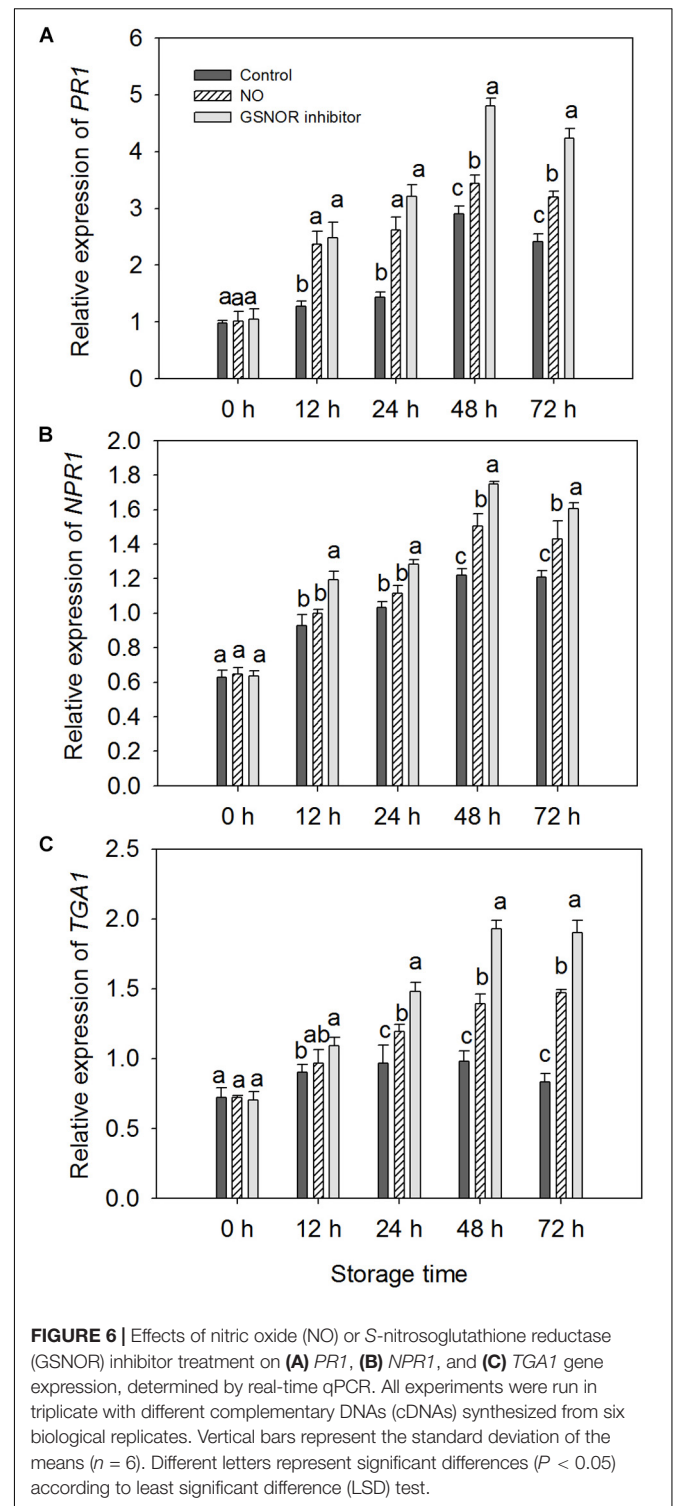 A
Relative expression of PR1
6
5
4
3
2
1
0
Control
NO
GSNOR inhibitor
a a a
b a a
b a a
c b a
c b a
0 h 12 h 24 h 48 h 72 h
B
Relative expression of NPR1
2.0
1.8
1.6
1.4
1.2
1.0
0.8
0.6
0.4
0.2
0.0
a a a
b b a
b b a
c b a
c b a
0 h 12 h 24 h 48 h 72 h
C
Relative expression of TGA1
2.5
2.0
1.5
1.0
0.5
0.0
a a a
b ab a
c b a
c b a
c b a
0 h 12 h 24 h 48 h 72 h
Storage time
FIGURE 6 | Effects of nitric oxide (NO) or S-nitrosoglutathione reductase
(GSNOR) inhibitor treatment on (A) PR1, (B) NPR1, and (C) TGA1 gene
expression, determined by real-time qPCR. All experiments were run in
triplicate with different complementary DNAs (cDNAs) synthesized from six
biological replicates. Vertical bars represent the standard deviation of the
means (n = 6). Different letters represent significant differences (P < 0.05)
according to least significant difference (LSD) test.